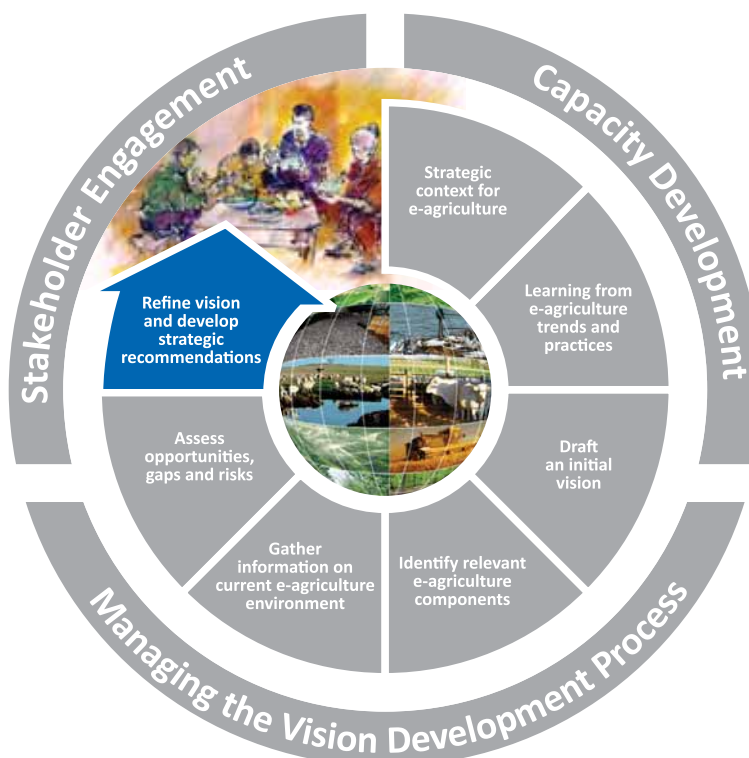 Stakeholder Engagement
Capacity Development
Strategic
context for
e-agriculture
Learning from
e-agriculture
trends and
practices
Draft
an initial
vision
Identify relevant
e-agriculture
components
Gather
information on
current e-agriculture
environment
Assess
opportunities,
gaps and risks
Refine vision
and develop
strategic
recommendations
Managing the Vision Development Process